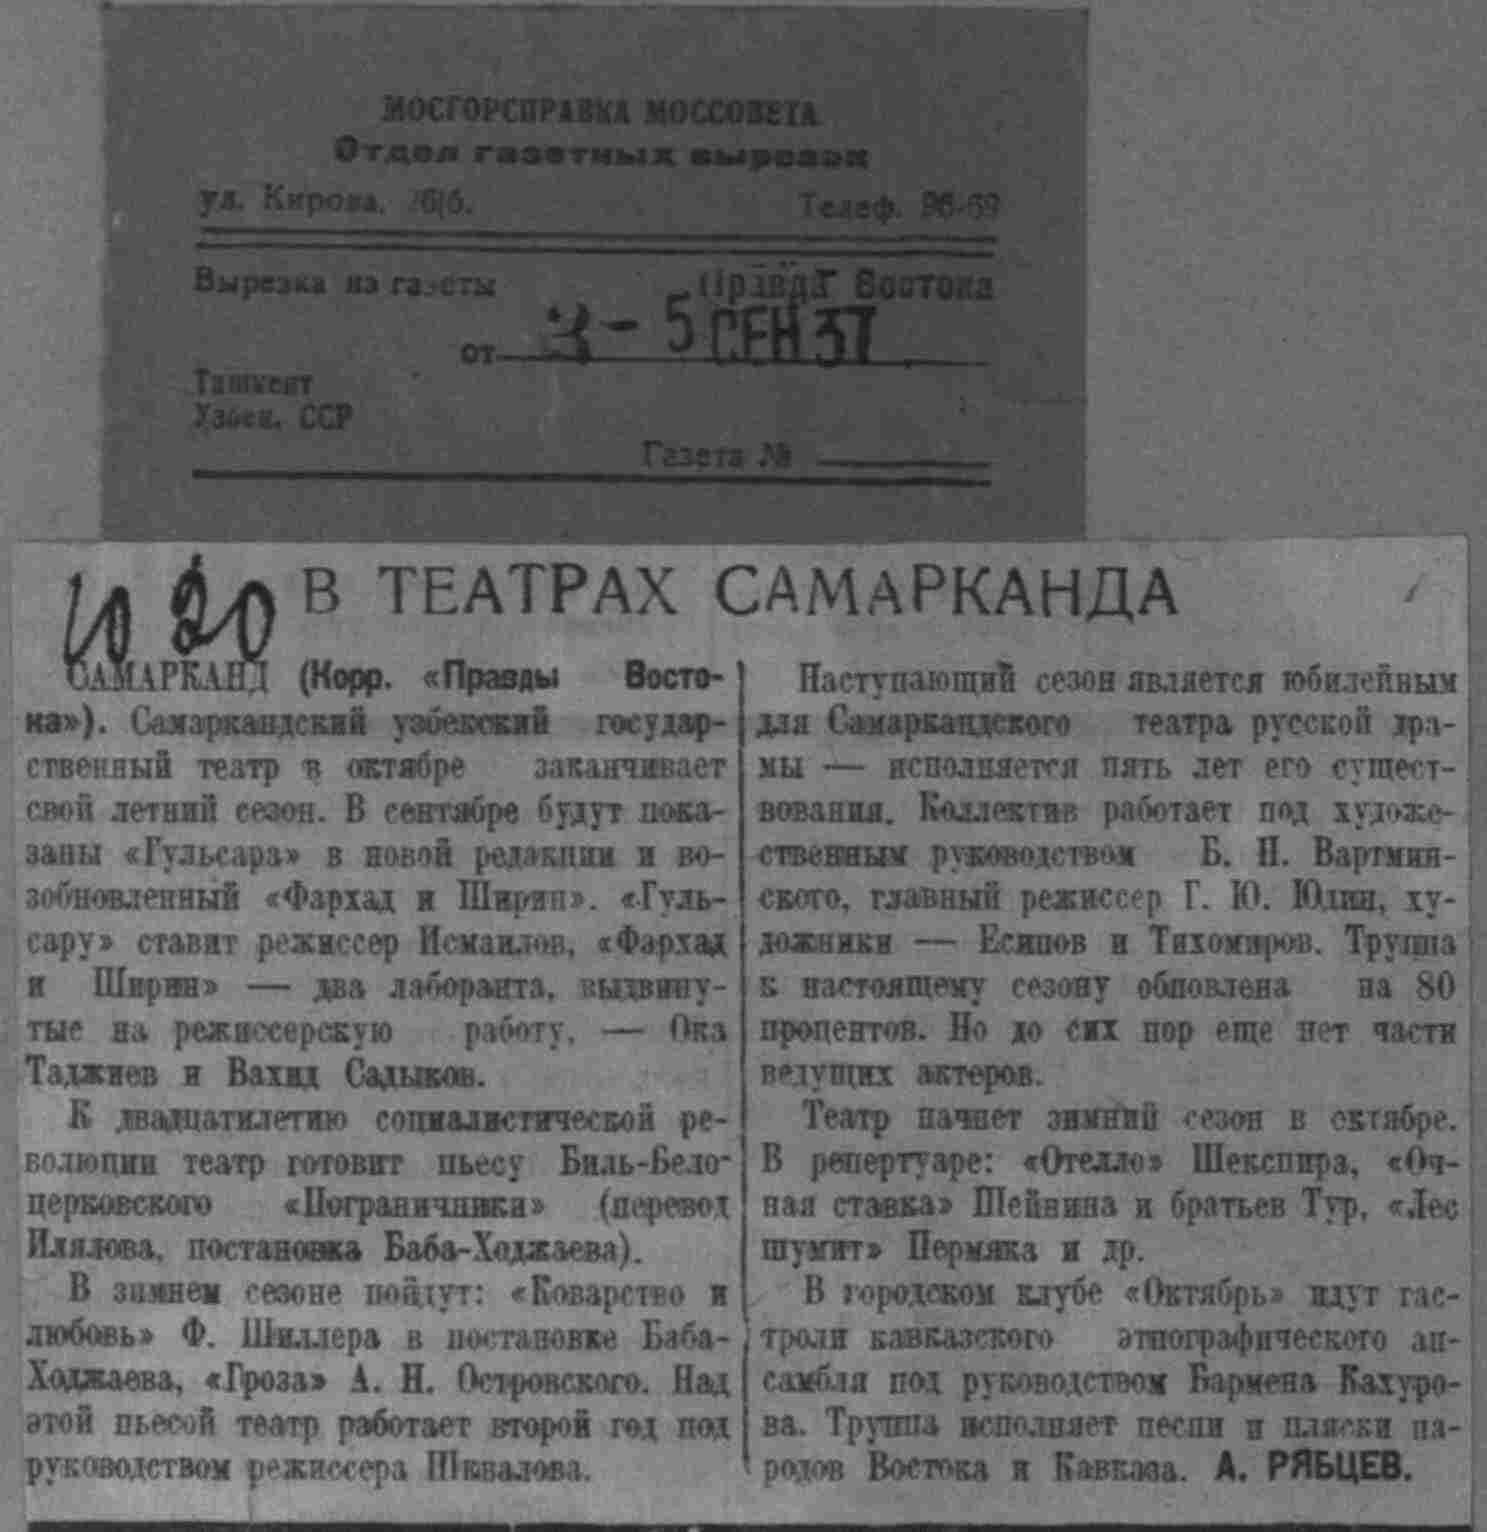 МОСГОРСПРАВКА МОССОВЕТА
Отдел газетных вырезок
ул. Кирова, 26/6.
Телеф. 96-69
Вырезка из газеты
Правда Востока
от 3 - 5 СЕН 37
Ташкент
Узбек. ССР
Газета №
В ТЕАТРАХ САМАРКАНДА
САМАРКАНД (Корр. «Правды Восто-
ка»). Самаркандский узбекский государ-
ственный театр в октябре заканчивает
свой летний сезон. В сентябре будут пока-
заны «Гульсара» в новой редакции и во-
зобновленный «Фархад и Ширин». «Гуль-
сару» ставит режиссер Исмаилов, «Фархад
и Ширин» — два лаборанта, выдвину-
тые на режиссерскую работу, — Ока
Таджиев и Вахид Садыков.
К двадцатилетию социалистической ре-
волюции театр готовит пьесу Биль-Бело-
церковского «Пограничники» (перевод
Илялова, постановка Баба-Ходжаева).
В зимнем сезоне пойдут: «Коварство и
любовь» Ф. Шиллера в постановке Баба-
Ходжаева, «Гроза» А. Н. Островского. Над
этой пьесой театр работает второй год под
руководством режиссера Шивалова.
Наступающий сезон является юбилейным
для Самаркандского театра русской дра-
мы — исполняется пять лет его сущест-
вования. Коллектив работает под художе-
ственным руководством Б. Н. Вартмин-
ского, главный режиссер Г. Ю. Юдин, ху-
дожники — Есипов и Тихомиров. Труппа
к настоящему сезону обновлена на 80
процентов. Но до сих пор еще нет части
ведущих актеров.
Театр начнет зимний сезон в октябре.
В репертуаре: «Отелло» Шекспира, «Оч-
ная ставка» Шейнина и братьев Тур, «Лес
шумит» Пермяка и др.
В городском клубе «Октябрь» идут гас-
троли кавказского этнографического ан-
самбля под руководством Бармена Кахуро-
ва. Труппа исполняет песни и пляски на-
родов Востока и Кавказа. А. РЯБЦЕВ.